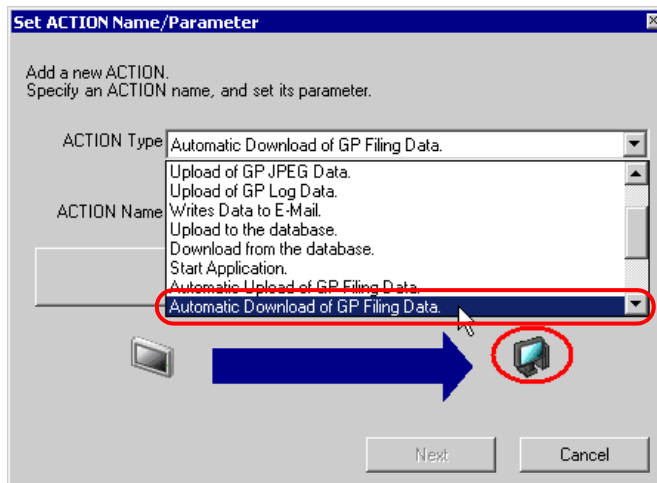 Set ACTION Name/Parameter
Add a new ACTION.
Specify an ACTION name, and set its parameter.
ACTION Type
Automatic Download of GP Filing Data.
Upload of GP JPEG Data.
Upload of GP Log Data.
ACTION Name
Writes Data to E-Mail.
Upload to the database.
Download from the database.
Start Application.
Automatic Upload of GP Filing Data.
Automatic Download of GP Filing Data.
Next
Cancel